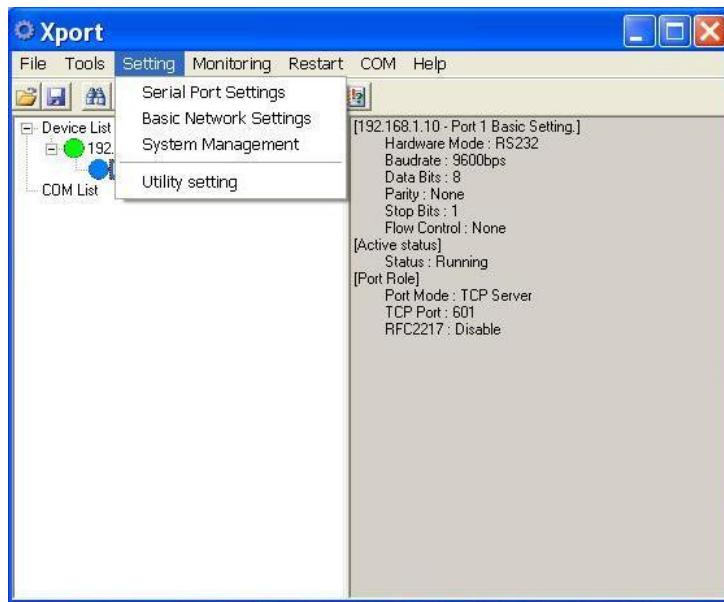 Xport
File Tools Setting Monitoring Restart COM Help
Serial Port Settings
Basic Network Settings
System Management
Utility setting
Device List
192.
COM List
[192.168.1.10 - Port 1 Basic Setting.]
Hardware Mode : RS232
Baudrate : 9600bps
Data Bits : 8
Parity : None
Stop Bits : 1
Flow Control : None
[Active status]
Status : Running
[Port Role]
Port Mode : TCP Server
TCP Port : 601
RFC2217 : Disable